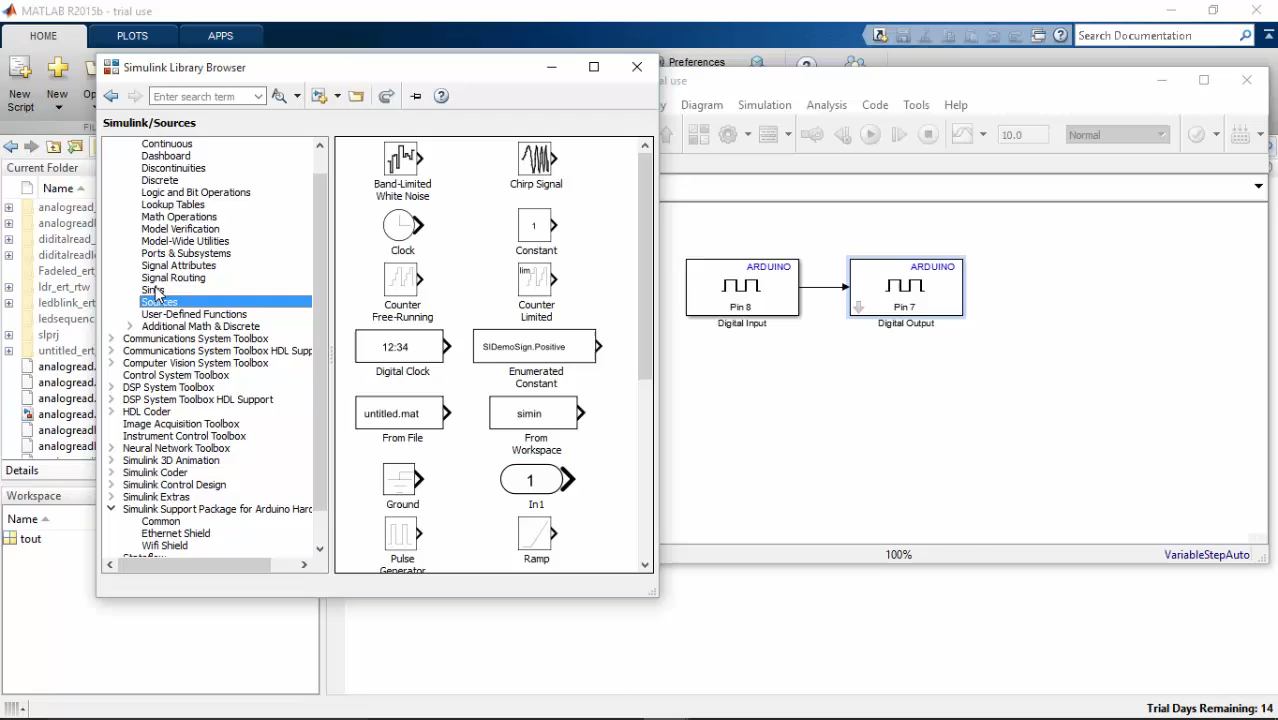 MATLAB R2015b - trial use
HOME
PLOTS
APPS
Search Documentation
New
Script
New
Preferences
Current Folder
Name
analogread_
analogreadl
diditalread_
diditalreadle
Fadeled_ert
ldr_ert_rtw
ledblink_ert
ledsequenc
slprj
untitled_ert
analogread.
analogread.
analogread.
analogread.
analogreadl
analogread
Details
Workspace
Name
tout
Simulink Library Browser
Enter search term
Simulink/Sources
Continuous
Dashboard
Discontinuities
Discrete
Logic and Bit Operations
Lookup Tables
Math Operations
Model Verification
Model-Wide Utilities
Ports & Subsystems
Signal Attributes
Signal Routing
Sinks
Sources
User-Defined Functions
Additional Math & Discrete
Communications System Toolbox
Communications System Toolbox HDL Supp
Computer Vision System Toolbox
Control System Toolbox
DSP System Toolbox
DSP System Toolbox HDL Support
HDL Coder
Image Acquisition Toolbox
Instrument Control Toolbox
Neural Network Toolbox
Simulink 3D Animation
Simulink Coder
Simulink Control Design
Simulink Extras
Simulink Support Package for Arduino Hard
Common
Ethernet Shield
Wifi Shield
Stateflow
Band-Limited
White Noise
Chirp Signal
Clock
1
Constant
Counter
Free-Running
lim
Counter
Limited
12:34
Digital Clock
SlDemoSign.Positive
Enumerated
Constant
untitled.mat
From File
simin
From
Workspace
Ground
1
In1
Pulse
Generator
Ramp
le use
y Diagram Simulation Analysis Code Tools Help
10.0
Normal
ARDUINO
Pin 8
Digital Input
ARDUINO
Pin 7
Digital Output
100%
VariableStepAuto
Trial Days Remaining: 14